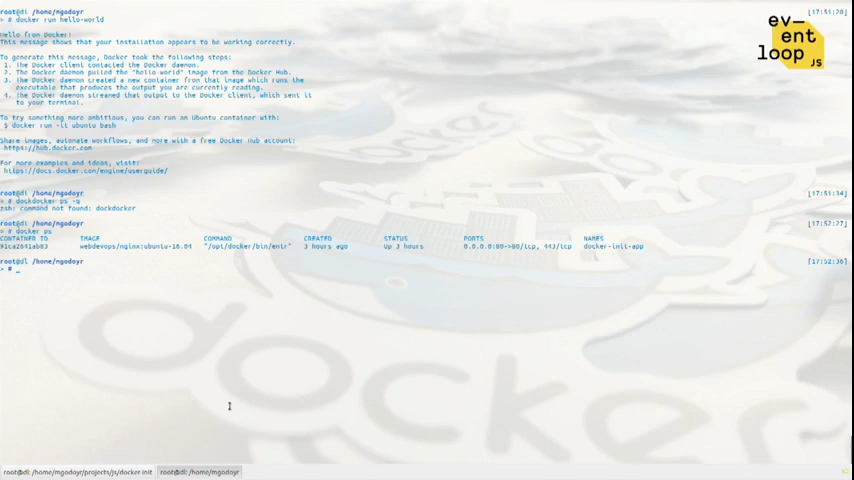 root@dl /home/mgodoyr [17:51:20]
> # docker run hello-world
Hello from Docker!
This message shows that your installation appears to be working correctly.
To generate this message, Docker took the following steps:
1. The Docker client contacted the Docker daemon.
2. The Docker daemon pulled the "hello-world" image from the Docker Hub.
3. The Docker daemon created a new container from that image which runs the
executable that produces the output you are currently reading.
4. The Docker daemon streamed that output to the Docker client, which sent it
to your terminal.
To try something more ambitious, you can run an Ubuntu container with:
$ docker run -it ubuntu bash
Share images, automate workflows, and more with a free Docker Hub account:
https://hub.docker.com
For more examples and ideas, visit:
https://docs.docker.com/engine/userguide/
root@dl /home/mgodoyr [17:51:34]
> # dockdocker ps -q
zsh: command not found: dockdocker
root@dl /home/mgodoyr [17:52:27]
> # docker ps
CONTAINER ID IMAGE COMMAND CREATED STATUS PORTS NAMES
webdevops/nginx:ubuntu-16.04 3 hours ago Up 3 hours 0.0.0.0:80->80/tcp, 443/tcp docker-init-app
root@dl /home/mgodoyr [17:52:36]
> # _
ev
ent
loop JS
docker
docker
root@dl: /home/mgodoyr/projects/js/docker.init root@dl: /home/mgodoyr